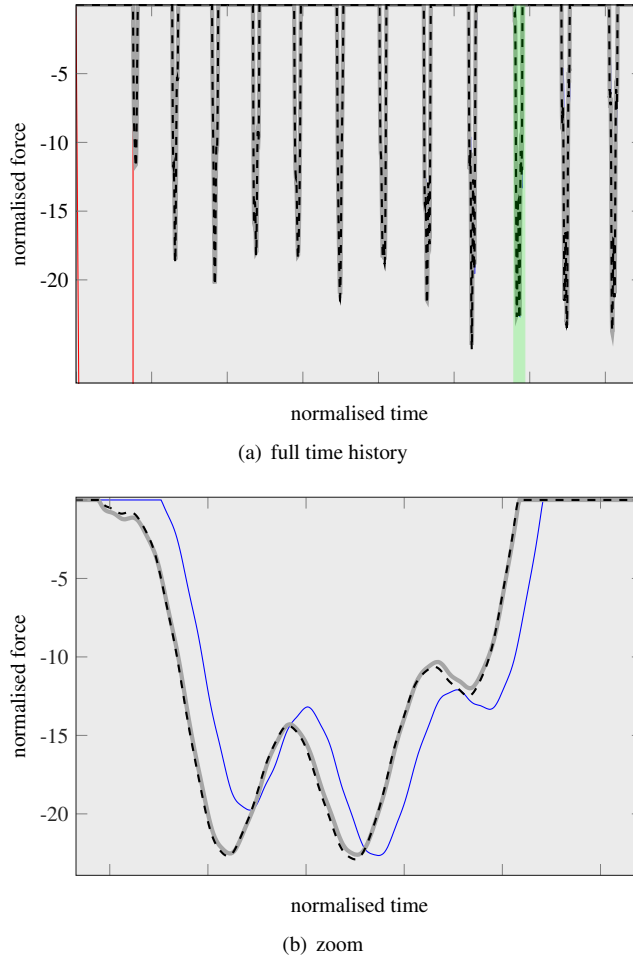 -5
-10
-15
-20
normalised force
normalised time
(a) full time history
-5
-10
-15
-20
normalised force
normalised time
(b) zoom